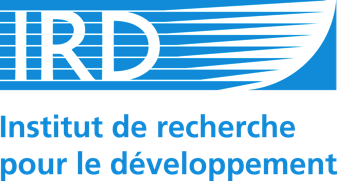 IRD
Institut de recherche
pour le développement